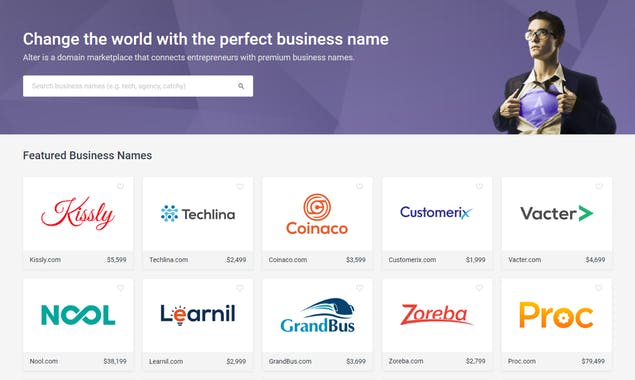 Change the world with the perfect business name
Alter is a domain marketplace that connects entrepreneurs with premium business names.
Search business names (e.g. tech, agency, catchy)
Featured Business Names
Kissly
Techlina
Coinaco
Customerix
Vacter
Kissly.com $5,599
Techlina.com $2,499
Coinaco.com $3,599
Customerix.com $1,999
Vacter.com $4,699
NOOL
Learnil
GrandBus
Zoreba
Proc
Nool.com $38,199
Learnil.com $2,999
GrandBus.com $3,699
Zoreba.com $2,799
Proc.com $79,499